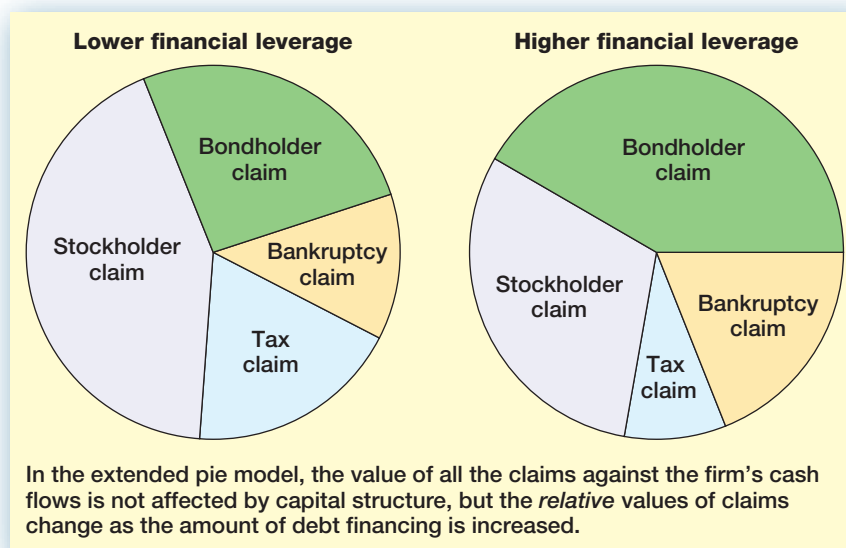 Lower financial leverage
Bondholder
claim
Stockholder
claim
Bankruptcy
claim
Tax
claim
Higher financial leverage
Bondholder
claim
Stockholder
claim
Bankruptcy
claim
Tax
claim
In the extended pie model, the value of all the claims against the firm's cash
flows is not affected by capital structure, but the relative values of claims
change as the amount of debt financing is increased.